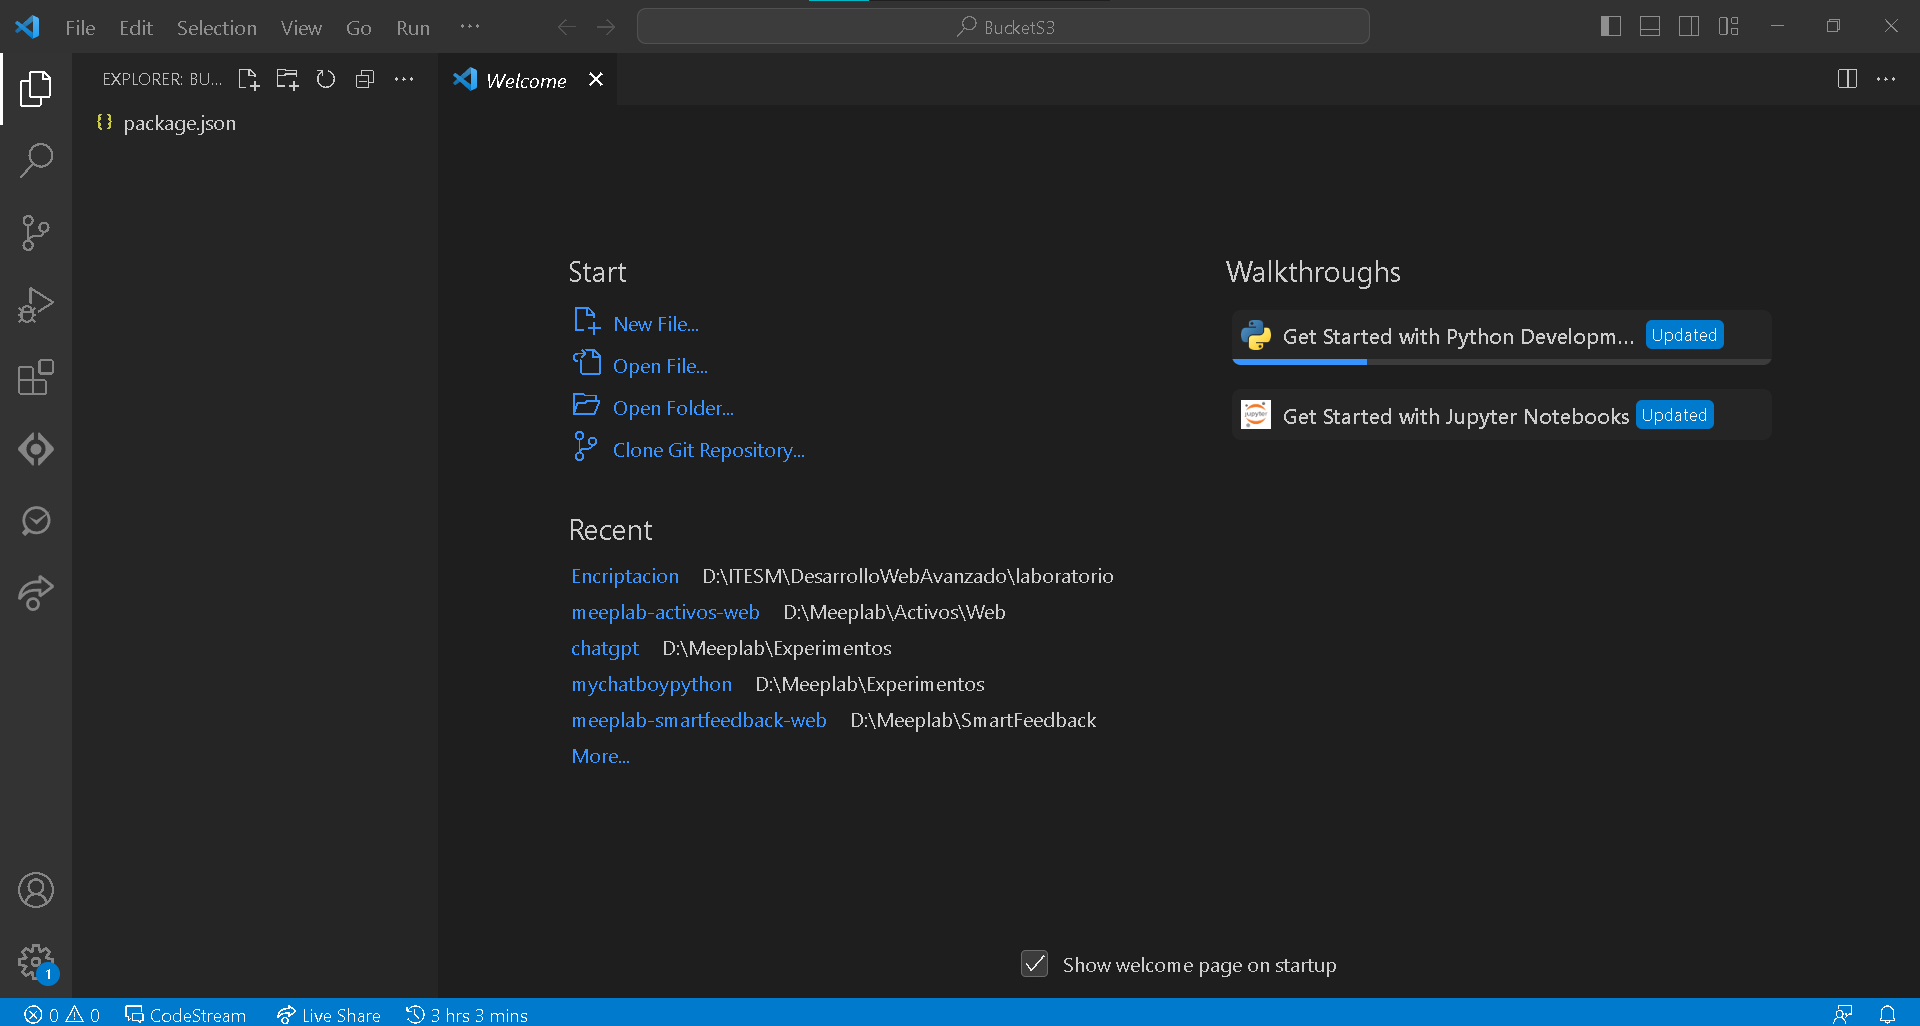 File Edit Selection View Go Run ··· BucketS3
EXPLORER: BU...
package.json
Welcome
Start
New File...
Open File...
Open Folder...
Clone Git Repository...
Recent
Encriptacion D:\ITESM\DesarrolloWebAvanzado\laboratorio
meeplab-activos-web D:\Meeplab\Activos\Web
chatgpt D:\Meeplab\Experimentos
mychatboypython D:\Meeplab\Experimentos
meeplab-smartfeedback-web D:\Meeplab\SmartFeedback
More...
Walkthroughs
Get Started with Python Developm... Updated
jupyter
Get Started with Jupyter Notebooks Updated
Show welcome page on startup
1
0 0 CodeStream Live Share 3 hrs 3 mins